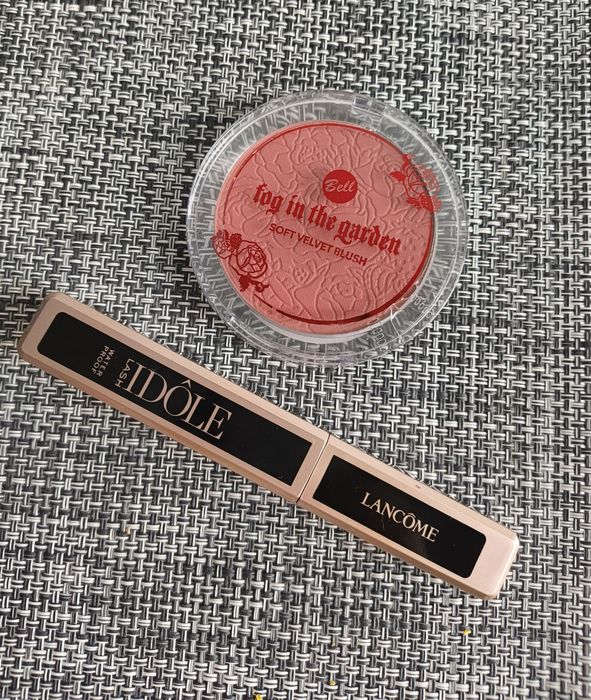 Bell
fog in the garden
SOFT VELVET BLUSH
LASH
IDÔLE
WATER
PROOF
LANCÔME